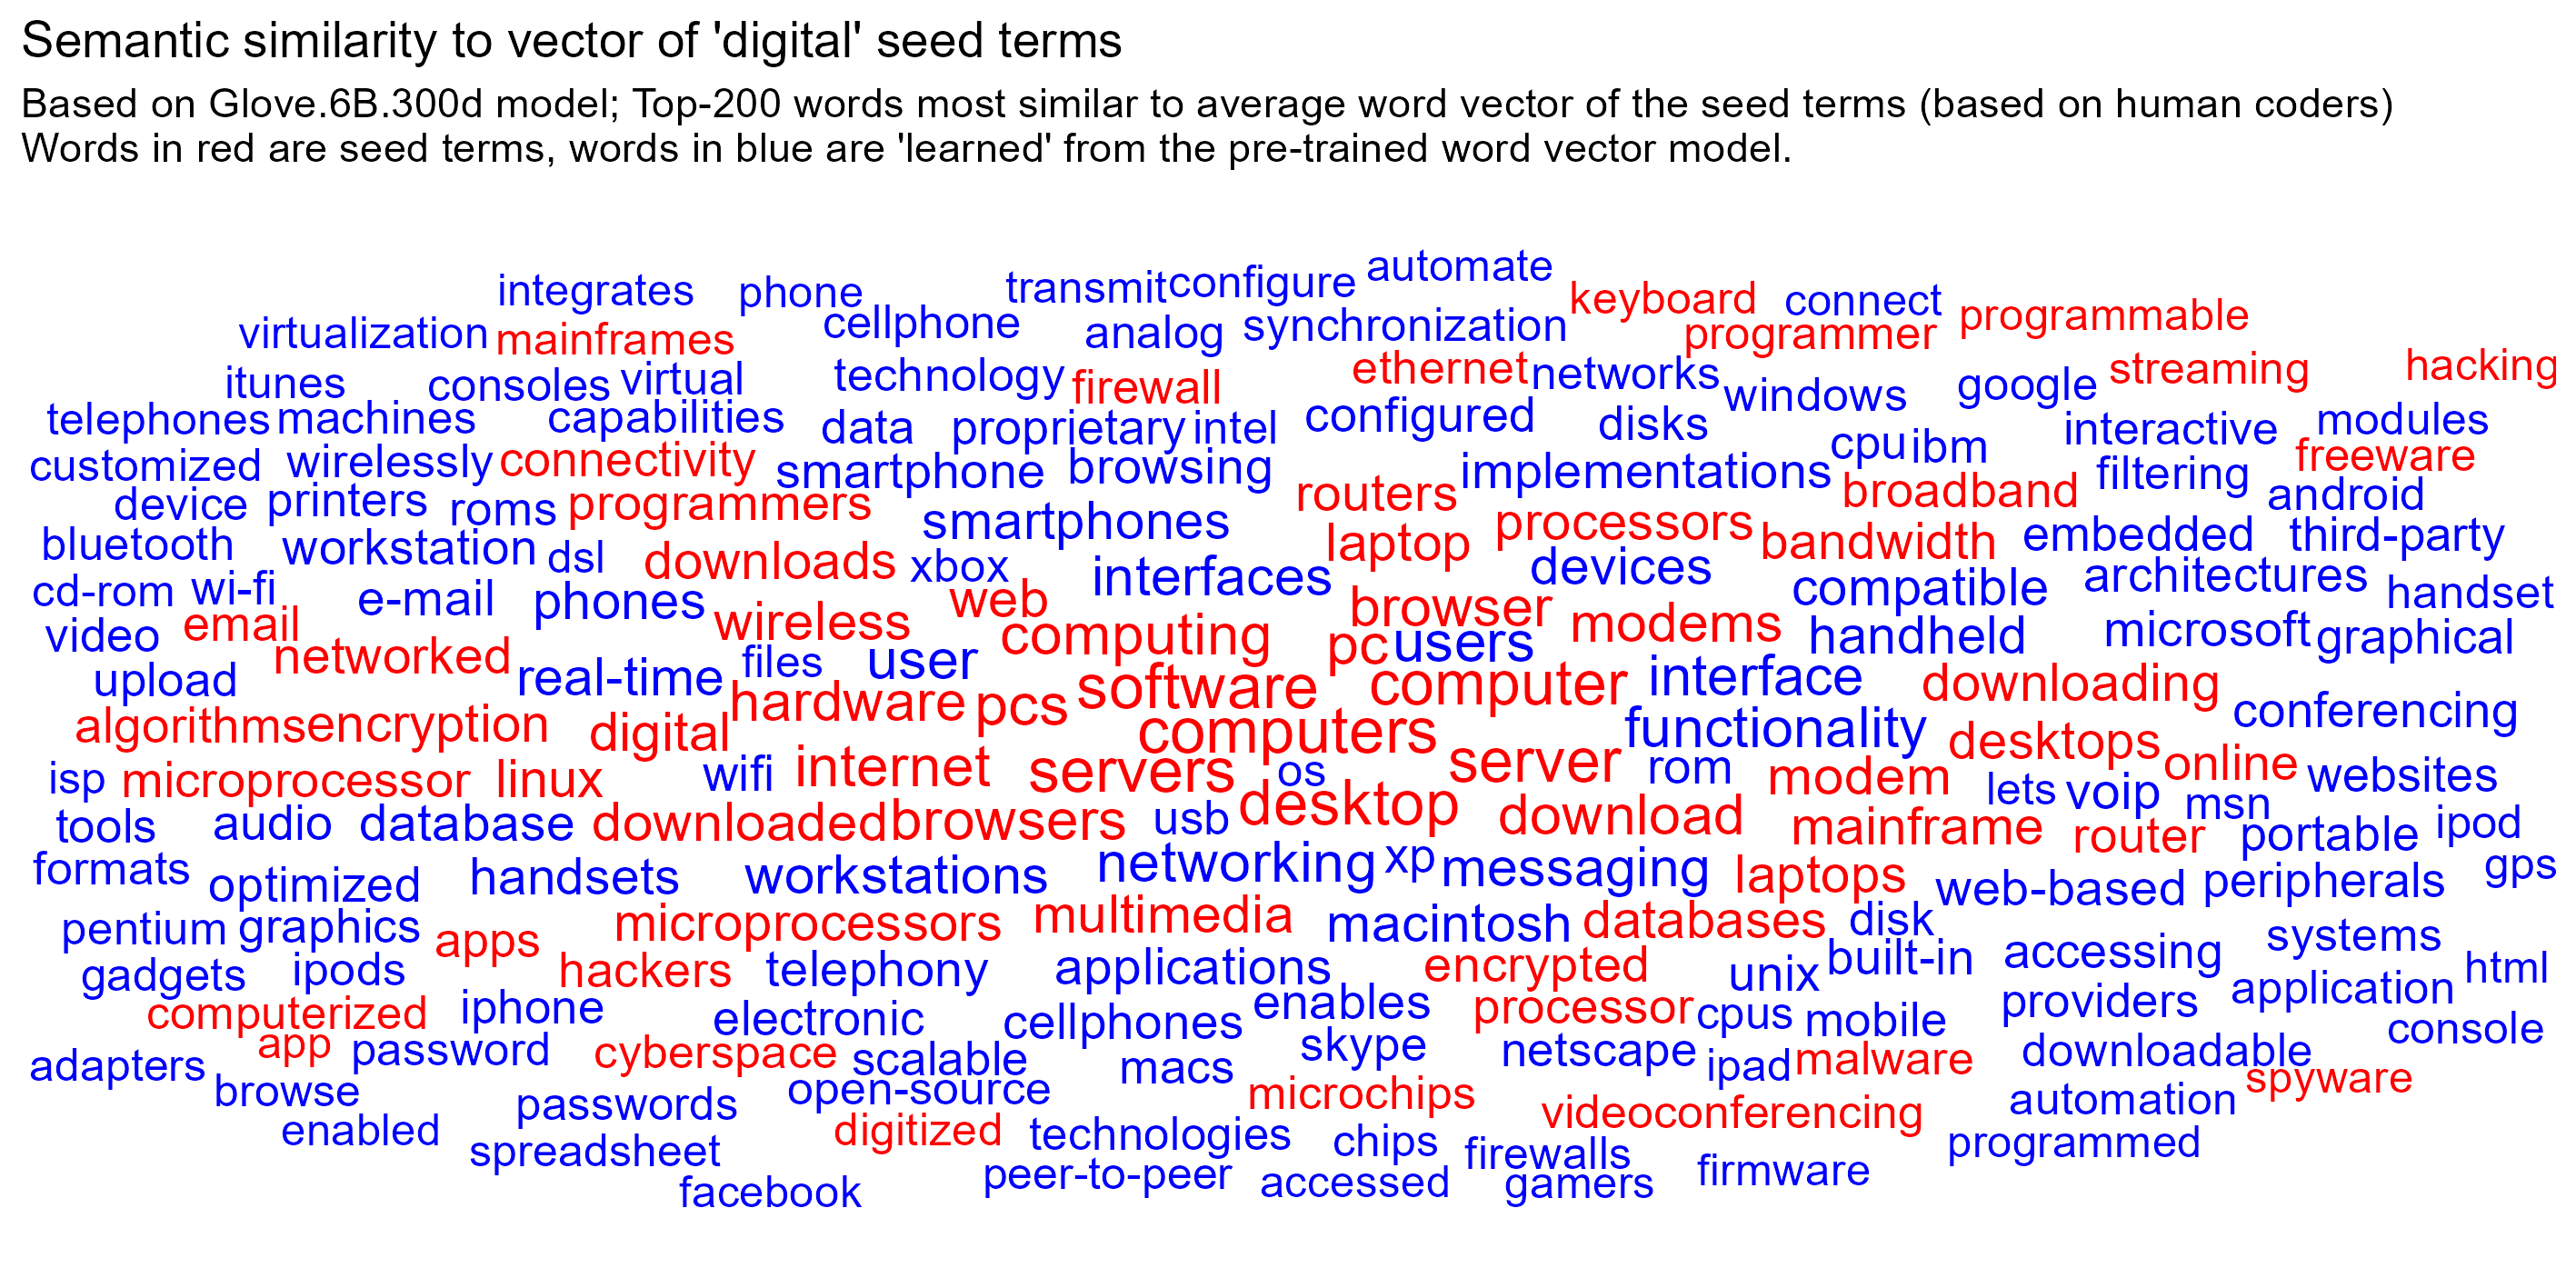 Semantic similarity to vector of 'digital' seed terms
Based on Glove.6B.300d model; Top-200 words most similar to average word vector of the seed terms (based on human coders)
Words in red are seed terms, words in blue are 'learned' from the pre-trained word vector model.
automate
integrates phone transmit configure keyboard connect programmable
virtualization mainframes cellphone analog synchronization programmer
itunes consoles virtual technology firewall ethernet networks windows google streaming hacking
telephones machines capabilities data proprietary intel configured disks cpu ibm interactive modules
customized wirelessly connectivity smartphone browsing implementations filtering freeware
device printers roms programmers smartphones routers processors broadband android
bluetooth workstation dsl downloads xbox laptop bandwidth embedded third-party
cd-rom wi-fi e-mail phones web interfaces devices compatible architectures handset
video email wireless computing browser pc users modems handheld microsoft graphical
upload networked real-time files user hardware pcs software computer interface downloading
algorithms encryption digital computers functionality desktops conferencing
isp microprocessor linux wifi internet servers os server rom modem lets voip online websites
tools audio database downloaded browsers usb desktop download mainframe router msn portable ipod
formats optimized handsets workstations networking xp messaging laptops web-based peripherals gps
pentium graphics apps microprocessors multimedia macintosh databases disk systems
gadgets ipods hackers telephony applications encrypted unix built-in accessing html
computerized iphone electronic cellphones enables processor cpus mobile providers application console
adapters app password cyberspace scalable macs skype netscape ipad malware downloadable spyware
browse passwords open-source microchips videoconferencing automation
enabled spreadsheet digitized technologies chips firewalls programmed
facebook peer-to-peer accessed gamers firmware